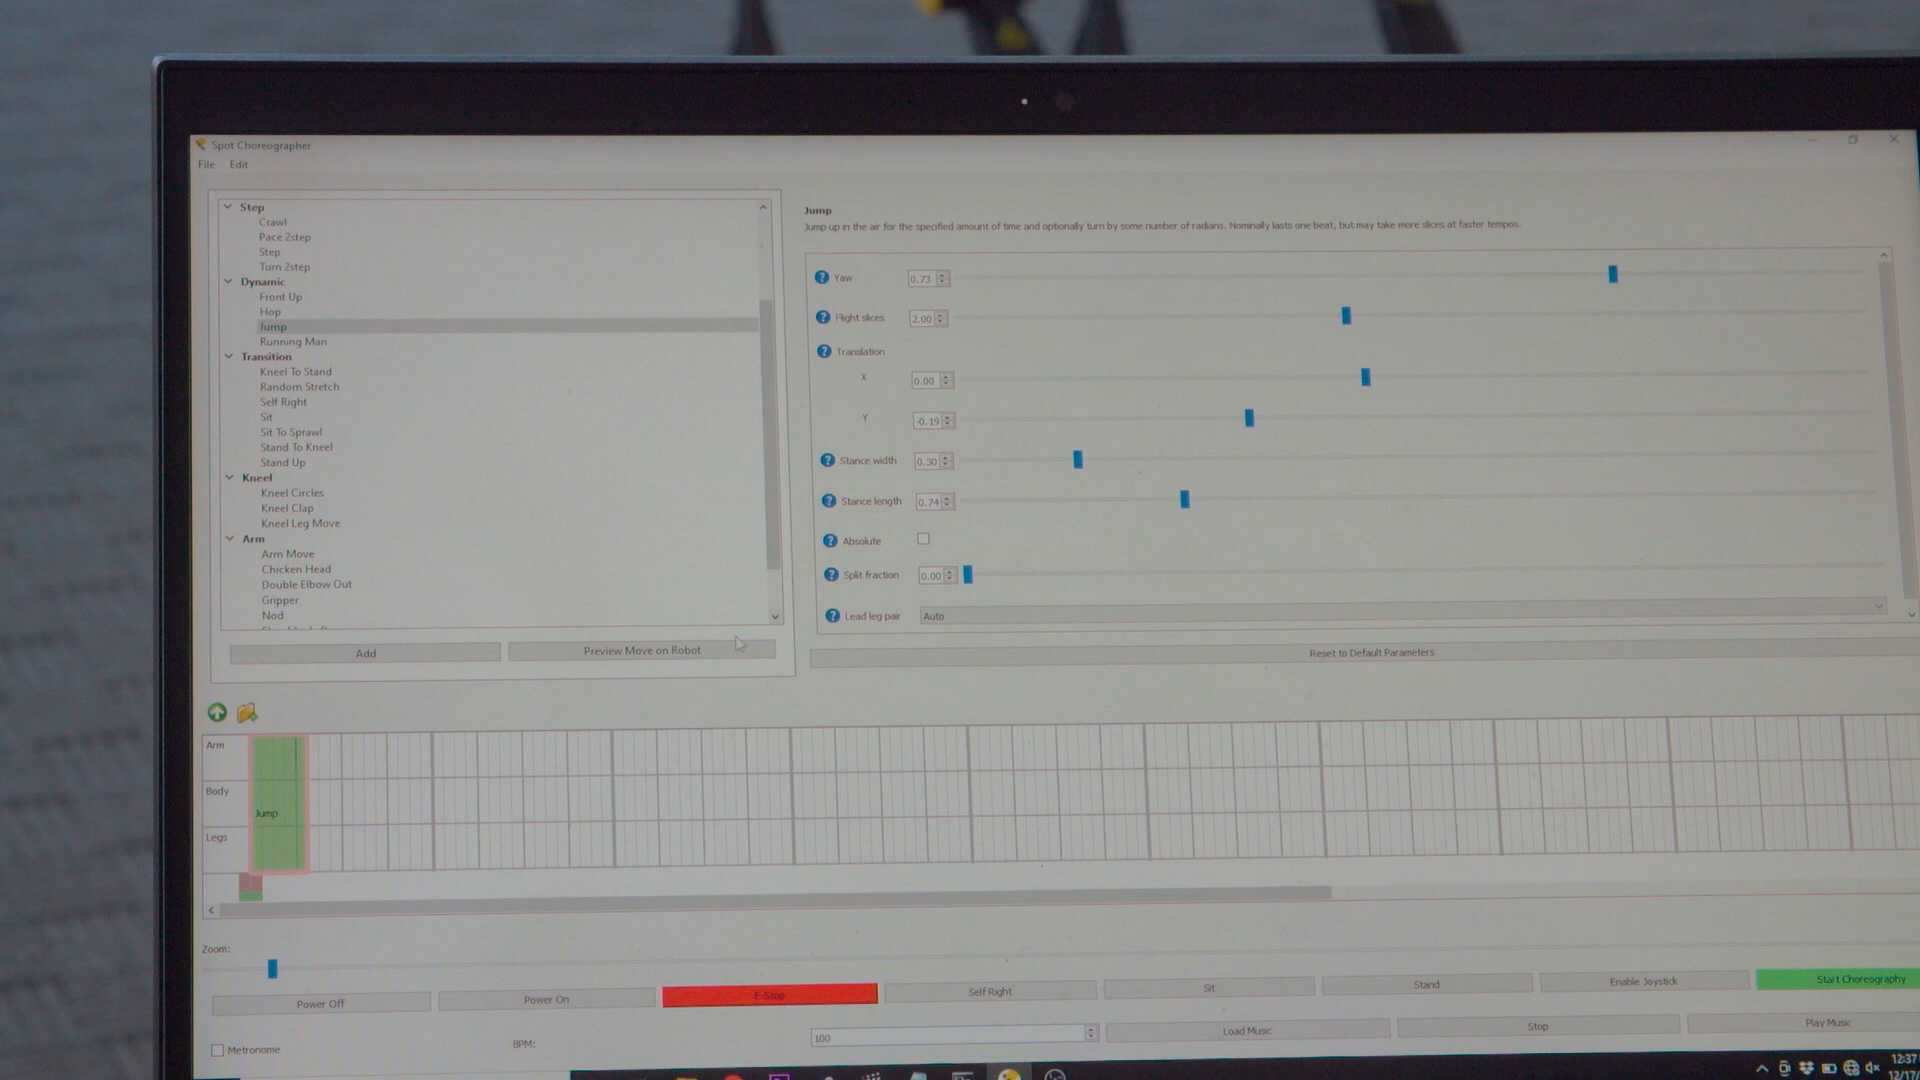 Spot Choreographer
File Edit
Step
Crawl
Pace 2step
Step
Turn 2step
Dynamic
Front Up
Hop
Jump
Running Man
Transition
Kneel To Stand
Random Stretch
Self Right
Sit
Sit To Sprawl
Stand To Kneel
Stand Up
Kneel
Kneel Circles
Kneel Clap
Kneel Leg Move
Arm
Arm Move
Chicken Head
Double Elbow Out
Gripper
Nod
Add
Preview Move on Robot
Jump
Jump up in the air for the specified amount of time and optionally turn by some number of radians. Nominally lasts one beat, but may take more slices at faster tempos.
Yaw 0.73
Flight slices 2.00
Translation
X 0.00
Y -0.19
Stance width 0.30
Stance length 0.74
Absolute
Split fraction 0.00
Lead leg pair Auto
Reset to Default Parameters
Arm
Body
Jump
Legs
Zoom:
Power Off
Power On
E-Stop
Self Right
Sit
Stand
Enable Joystick
Start Choreography
Metronome
BPM:
100
Load Music
Stop
Play Music
12:37
12/17/